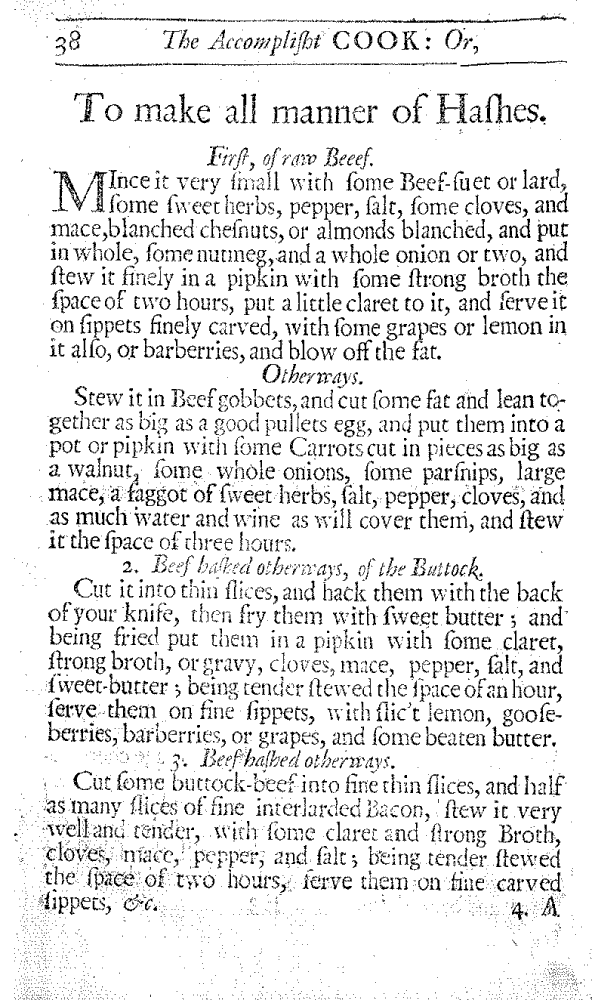 38 The Accompliſht COOK: Or,
To make all manner of Haſhes.
Firſt, of raw Beeef.
MInce it very ſmall with ſome Beef-ſuet or lard,
ſome ſweet herbs, pepper, ſalt, ſome cloves, and
mace,blanched cheſnuts, or almonds blanched, and put
in whole, ſome nutmeg,and a whole onion or two, and
ſtew it finely in a pipkin with ſome ſtrong broth the
ſpace of two hours, put a little claret to it, and ſerve it
on ſippets finely carved, with ſome grapes or lemon in
it alſo, or barberries, and blow off the fat.
Otherways.
Stew it in Beef gobbets, and cut ſome fat and lean to-
gether as big as a good pullets egg, and put them into a
pot or pipkin with ſome Carrots cut in pieces as big as
a walnut, ſome whole onions, ſome parſnips, large
mace, a faggot of ſweet herbs, ſalt, pepper, cloves, and
as much water and wine as will cover them, and ſtew
it the ſpace of three hours.
2. Beef haſhed otherways, of the Buttock.
Cut it into thin ſlices, and hack them with the back
of your knife, then fry them with ſweet butter ; and
being fried put them in a pipkin with ſome claret,
ſtrong broth, or gravy, cloves, mace, pepper, ſalt, and
ſweet-butter ; being tender ſtewed the ſpace of an hour,
ſerve them on fine ſippets, with ſlic't lemon, gooſe-
berries, barberries, or grapes, and ſome beaten butter.
3. Beef haſhed otherways.
Cut ſome buttock-beef into fine thin ſlices, and half
as many ſlices of fine interlarded Bacon, ſtew it very
well and tender, with ſome claret and ſtrong Broth,
cloves, mace, pepper, and ſalt ; being tender ſtewed
the ſpace of two hours, ſerve them on fine carved
ſippets, &c.
4. A